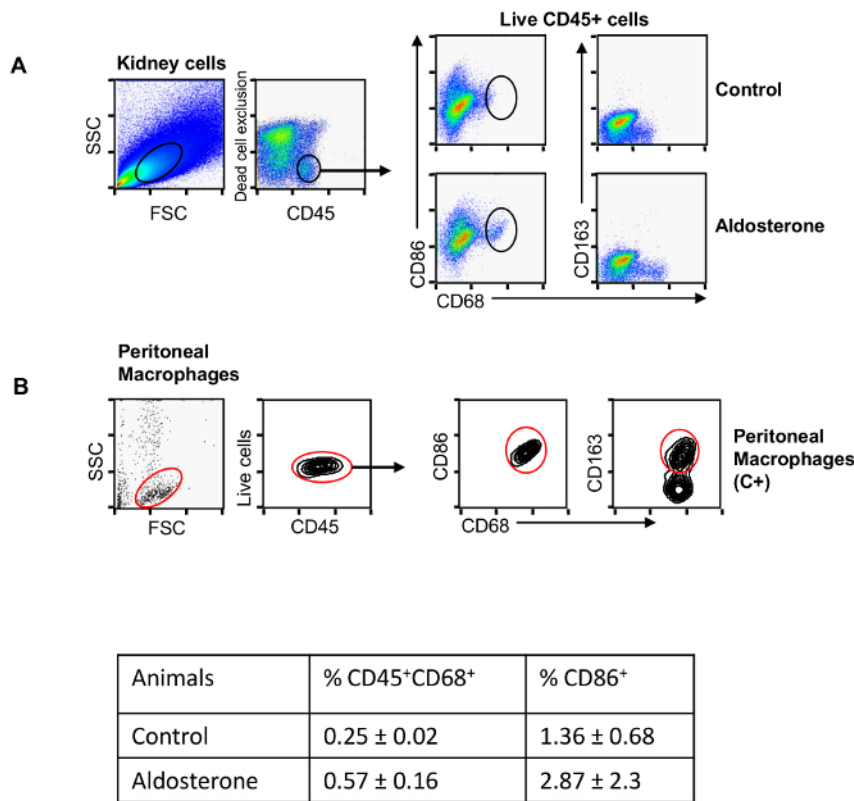 Live CD45+ cells
A
Kidney cells
SSC
FSC
Dead cell exclusion
CD45
CD86
CD163
CD68
Control
Aldosterone
B
Peritoneal
Macrophages
SSC
FSC
Live cells
CD45
CD86
CD68
CD163
Peritoneal
Macrophages
(C+)
Animals % CD45⁺CD68⁺ % CD86⁺
Control 0.25 ± 0.02 1.36 ± 0.68
Aldosterone 0.57 ± 0.16 2.87 ± 2.3